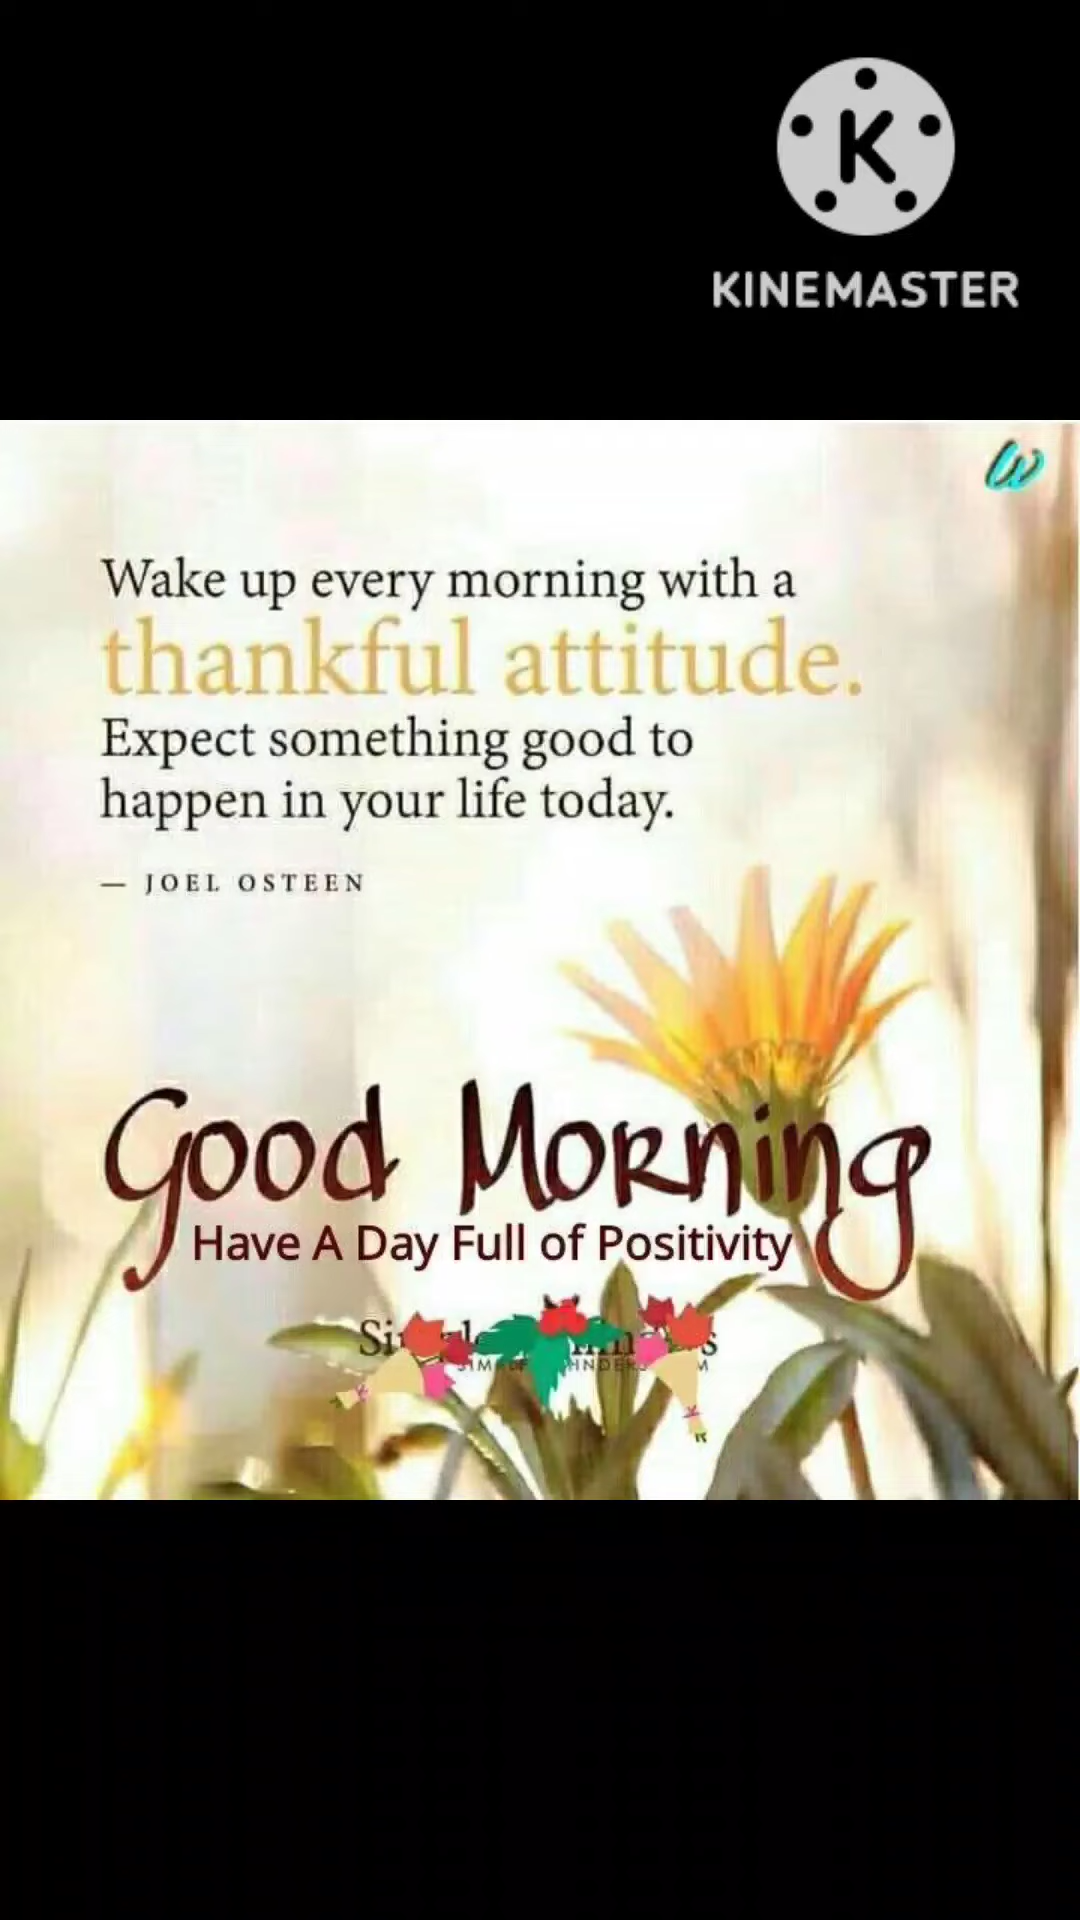 K
KINEMASTER
W
Wake up every morning with a
thankful attitude.
Expect something good to
happen in your life today.
— JOEL OSTEEN
Good Morning
Have A Day Full of Positivity